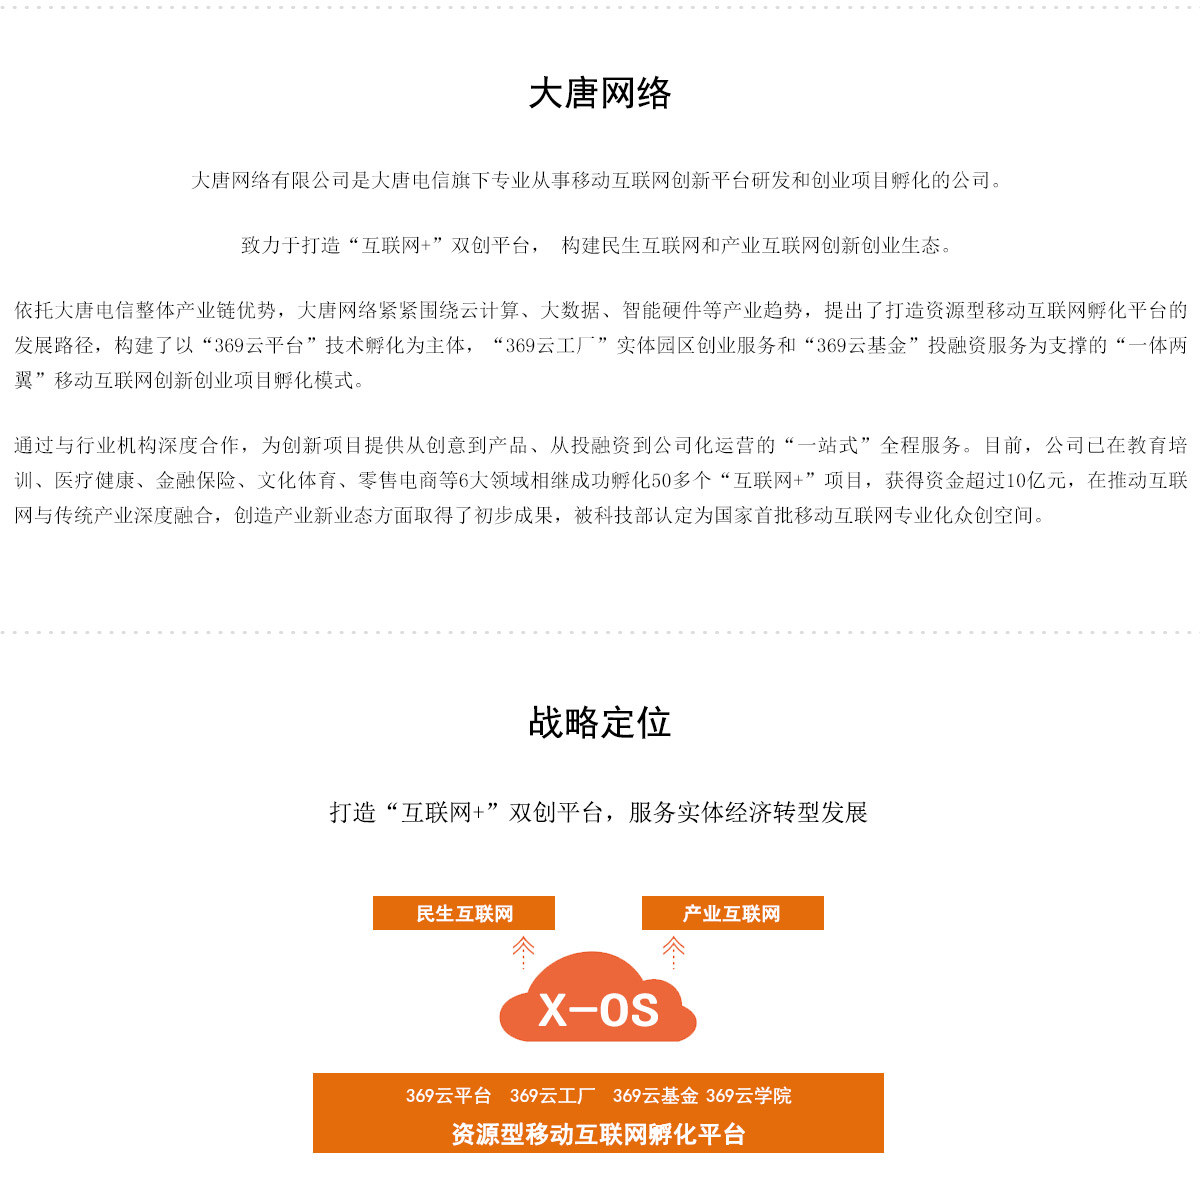 大唐网络
大唐网络有限公司是大唐电信旗下专业从事移动互联网创新平台研发和创业项目孵化的公司。
致力于打造“互联网+”双创平台， 构建民生互联网和产业互联网创新创业生态。
依托大唐电信整体产业链优势，大唐网络紧紧围绕云计算、大数据、智能硬件等产业趋势，提出了打造资源型移动互联网孵化平台的
发展路径，构建了以“369云平台”技术孵化为主体，“369云工厂”实体园区创业服务和“369云基金”投融资服务为支撑的“一体两
翼”移动互联网创新创业项目孵化模式。
通过与行业机构深度合作，为创新项目提供从创意到产品、从投融资到公司化运营的“一站式”全程服务。目前，公司已在教育培
训、医疗健康、金融保险、文化体育、零售电商等6大领域相继成功孵化50多个“互联网+”项目，获得资金超过10亿元，在推动互联
网与传统产业深度融合，创造产业新业态方面取得了初步成果，被科技部认定为国家首批移动互联网专业化众创空间。
战略定位
打造“互联网+”双创平台，服务实体经济转型发展
民生互联网 产业互联网
X-OS
369云平台 369云工厂 369云基金 369云学院
资源型移动互联网孵化平台